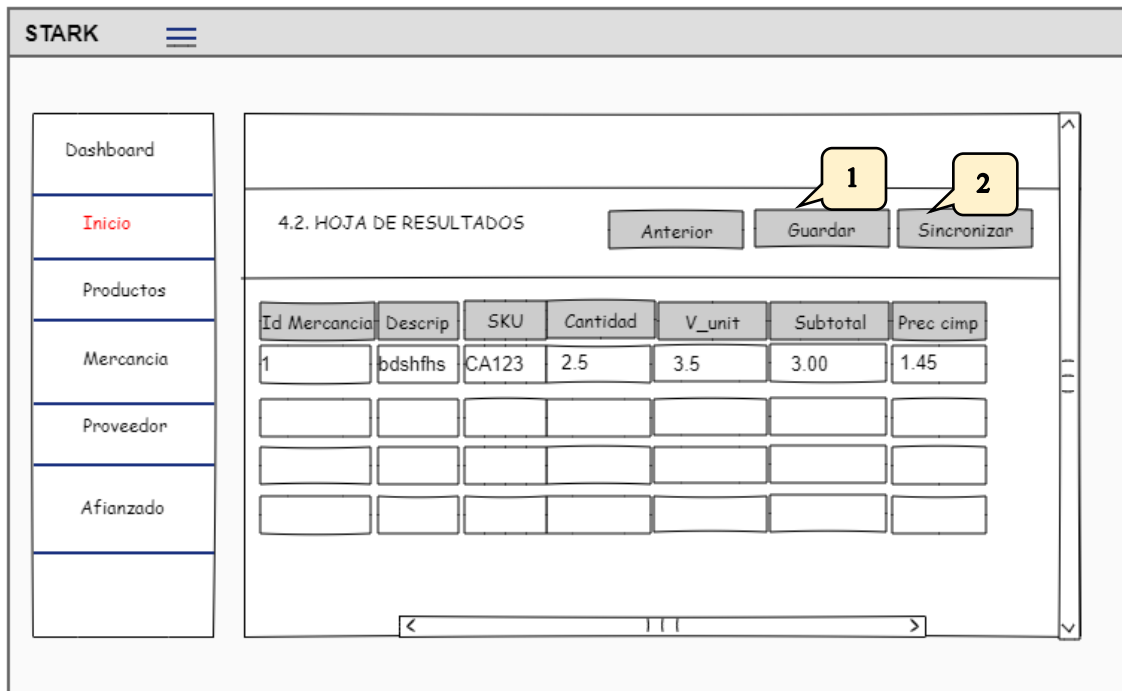 STARK
Dashboard
Inicio
Productos
Mercancia
Proveedor
Afianzado
1
2
4.2. HOJA DE RESULTADOS
Anterior
Guardar
Sincronizar
Id Mercancia Descrip SKU Cantidad V_unit Subtotal Prec cimp
1 bdshfhs CA123 2.5 3.5 3.00 1.45